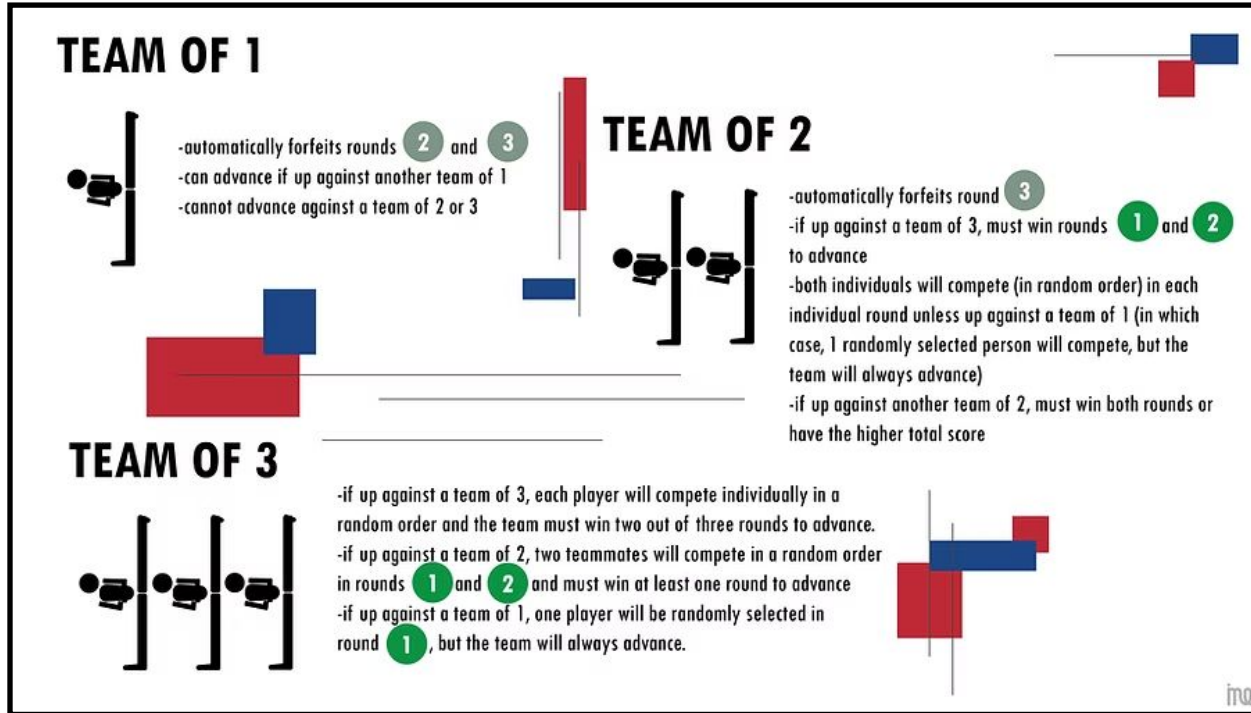 TEAM OF 1
-automatically forfeits rounds 2 and 3
-can advance if up against another team of 1
-cannot advance against a team of 2 or 3
TEAM OF 2
-automatically forfeits round 3
-if up against a team of 3, must win rounds 1 and 2
to advance
-both individuals will compete (in random order) in each
individual round unless up against a team of 1 (in which
case, 1 randomly selected person will compete, but the
team will always advance)
-if up against another team of 2, must win both rounds or
have the higher total score
TEAM OF 3
-if up against a team of 3, each player will compete individually in a
random order and the team must win two out of three rounds to advance.
-if up against a team of 2, two teammates will compete in a random order
in rounds 1 and 2 and must win at least one round to advance
-if up against a team of 1, one player will be randomly selected in
round 1, but the team will always advance.